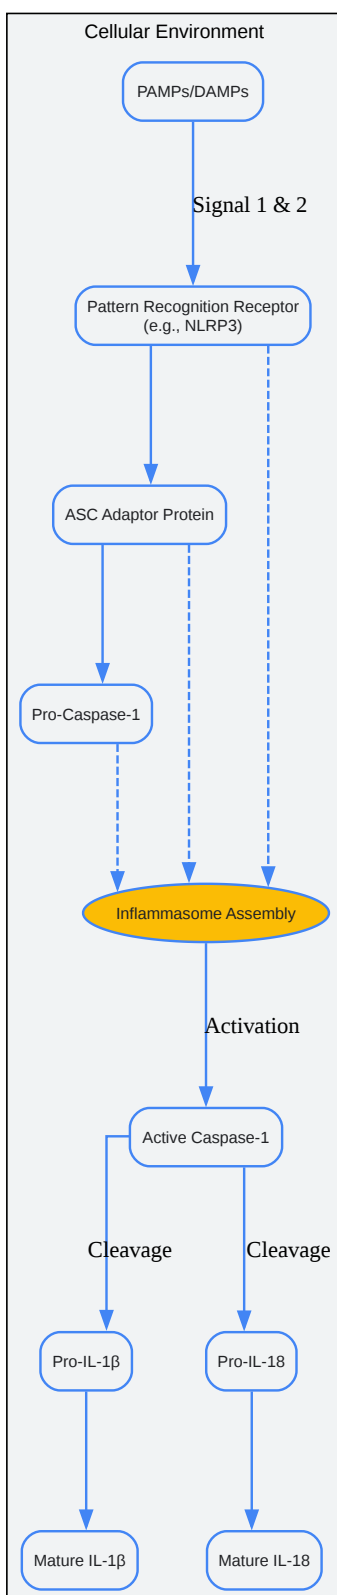 Cellular Environment
PAMPs/DAMPs
Signal 1 & 2
Pattern Recognition Receptor
(e.g., NLRP3)
ASC Adaptor Protein
Pro-Caspase-1
Inflammasome Assembly
Activation
Active Caspase-1
Cleavage
Cleavage
Pro-IL-1β
Pro-IL-18
Mature IL-1β
Mature IL-18